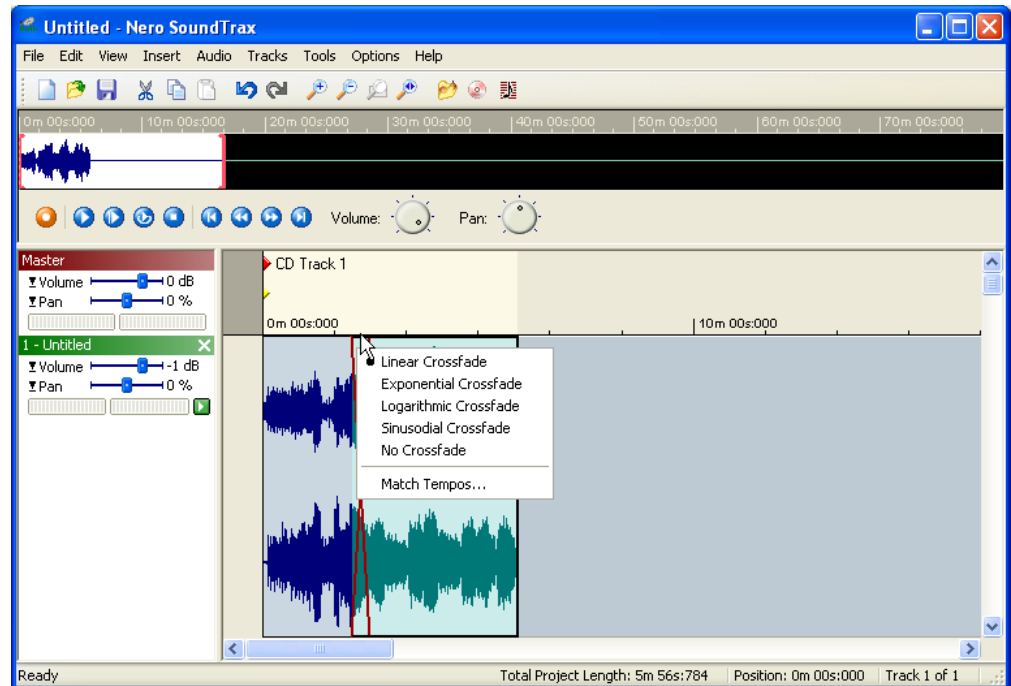 Untitled - Nero SoundTrax
File Edit View Insert Audio Tracks Tools Options Help
0m 00s:000 10m 00s:000 20m 00s:000 30m 00s:000 40m 00s:000 50m 00s:000 60m 00s:000 70m 00s:000
Volume: Pan:
Master
Volume 0 dB
Pan 0 %
CD Track 1
0m 00s:000 10m 00s:000
1 - Untitled
Volume -1 dB
Pan 0 %
Linear Crossfade
Exponential Crossfade
Logarithmic Crossfade
Sinusodial Crossfade
No Crossfade
Match Tempos...
Ready Total Project Length: 5m 56s:784 Position: 0m 00s:000 Track 1 of 1